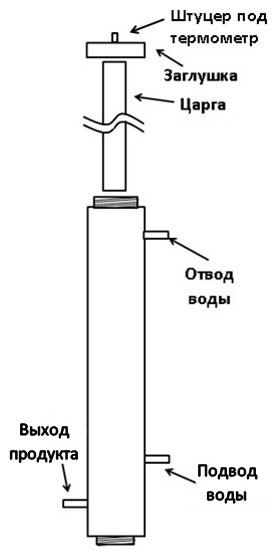 Штуцер под
термометр
Заглушка
Царга
Отвод
воды
Выход
продукта
Подвод
воды